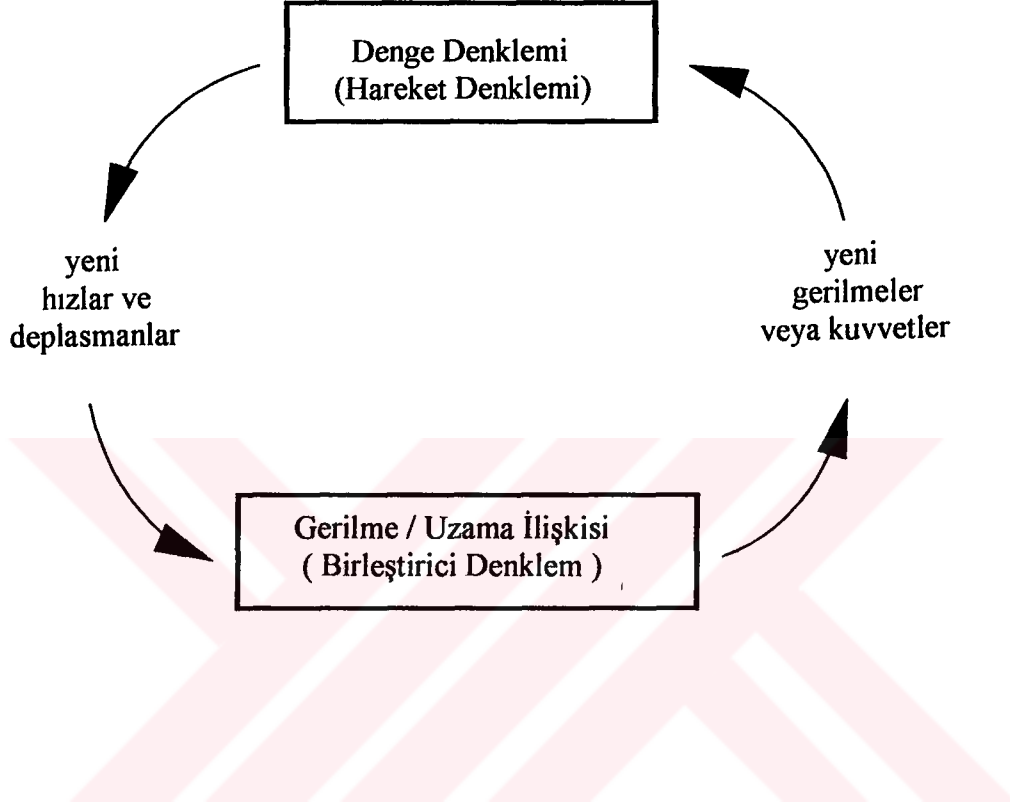 Denge Denklemi
(Hareket Denklemi)
yeni
hızlar ve
deplasmanlar
yeni
gerilmeler
veya kuvvetler
Gerilme / Uzama İlişkisi
( Birleştirici Denklem )